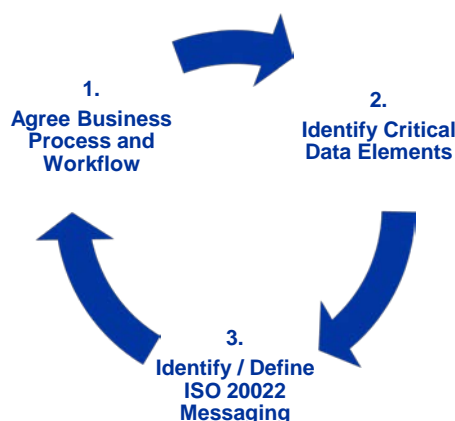 1.
Agree Business
Process and
Workflow
2.
Identify Critical
Data Elements
3.
Identify / Define
ISO 20022
Messaging